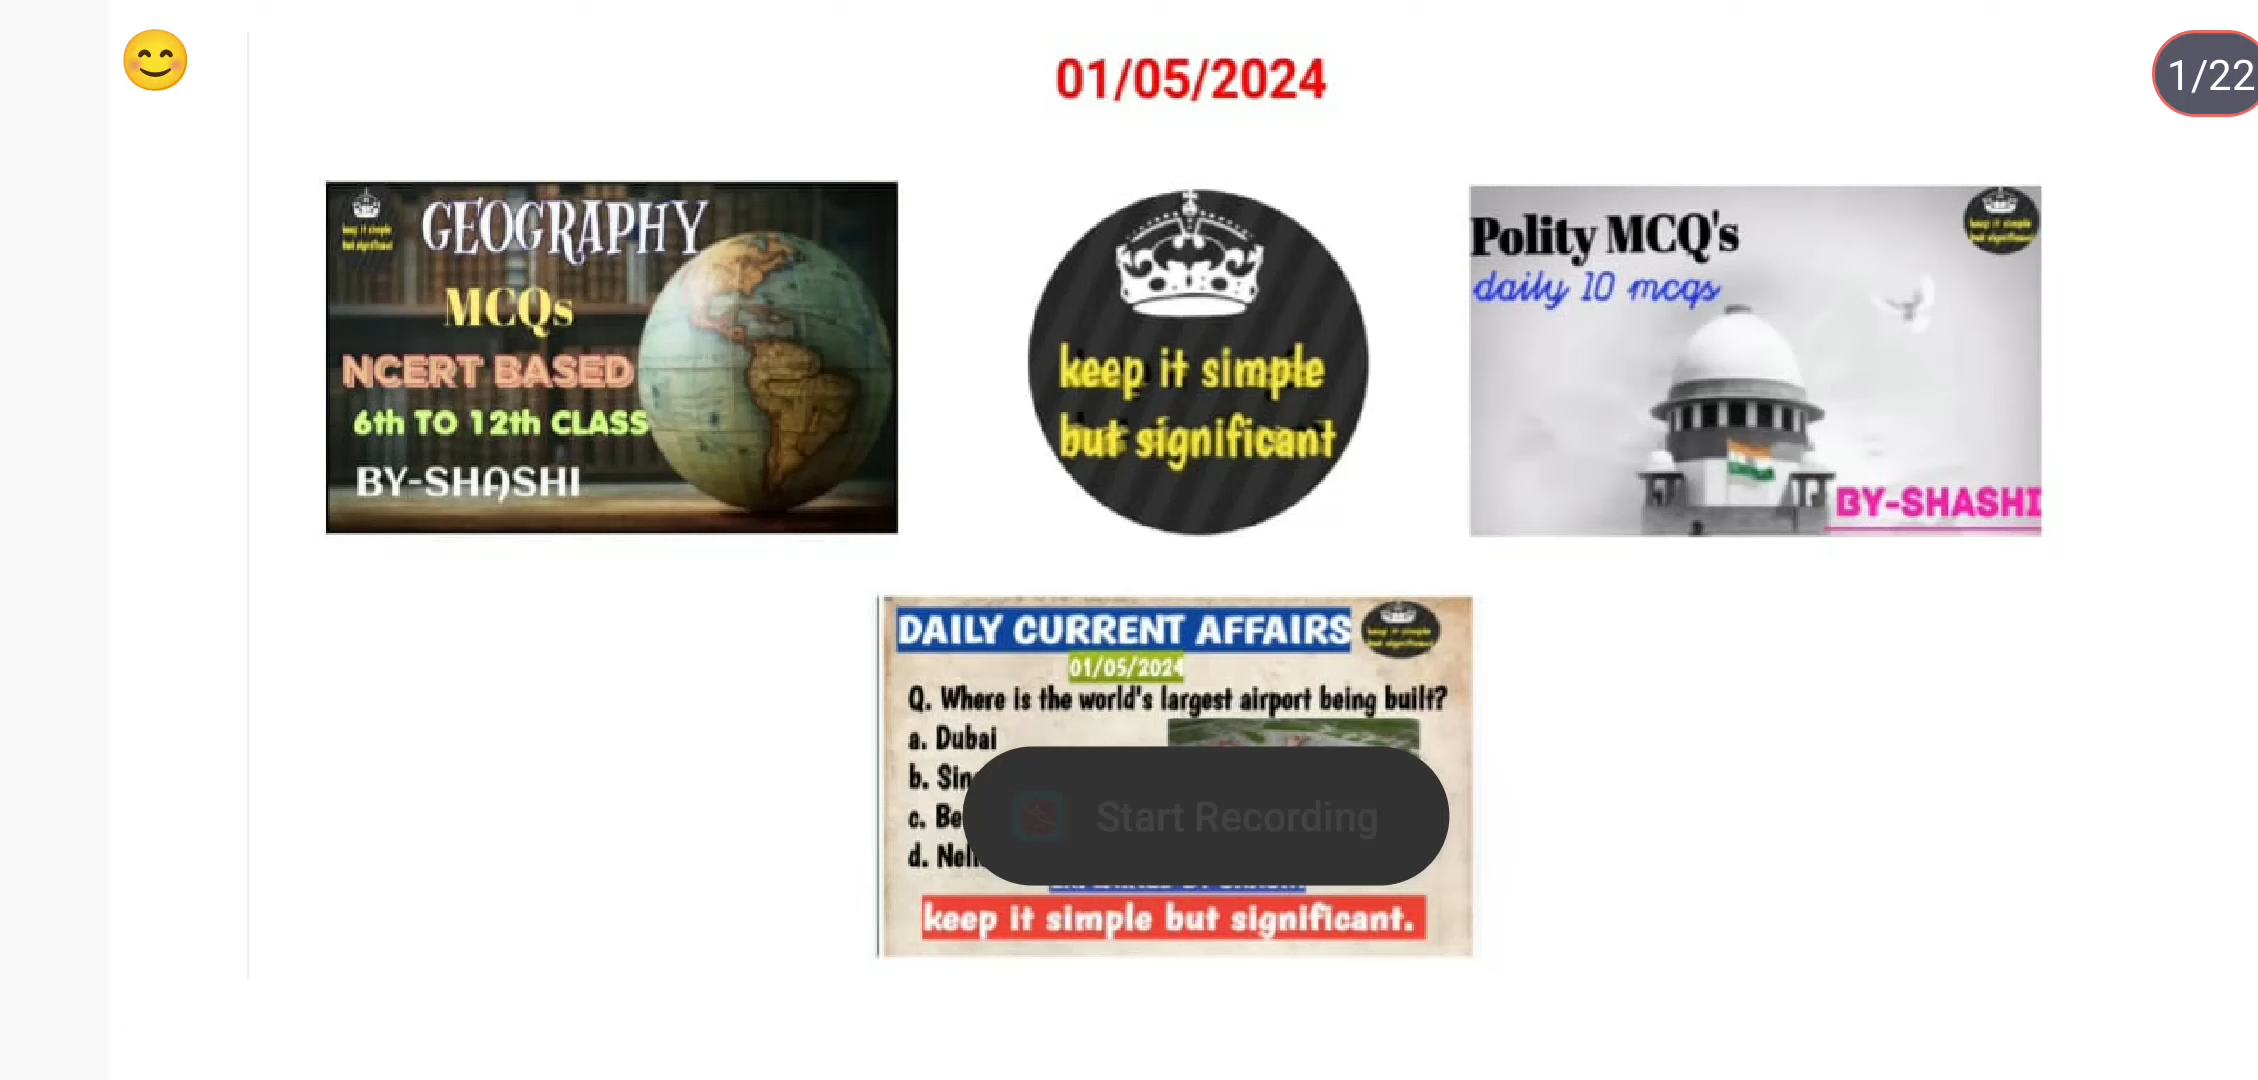 01/05/2024
1/22
GEOGRAPHY
MCQs
NCERT BASED
6th TO 12th CLASS
BY-SHASHI
keep it simple
but significant
Polity MCQ's
daily 10 mcqs
BY-SHASHI
DAILY CURRENT AFFAIRS
01/05/2024
Q. Where is the world's largest airport being built?
a. Dubai
b.
c.
d.
Start Recording
keep it simple but significant.